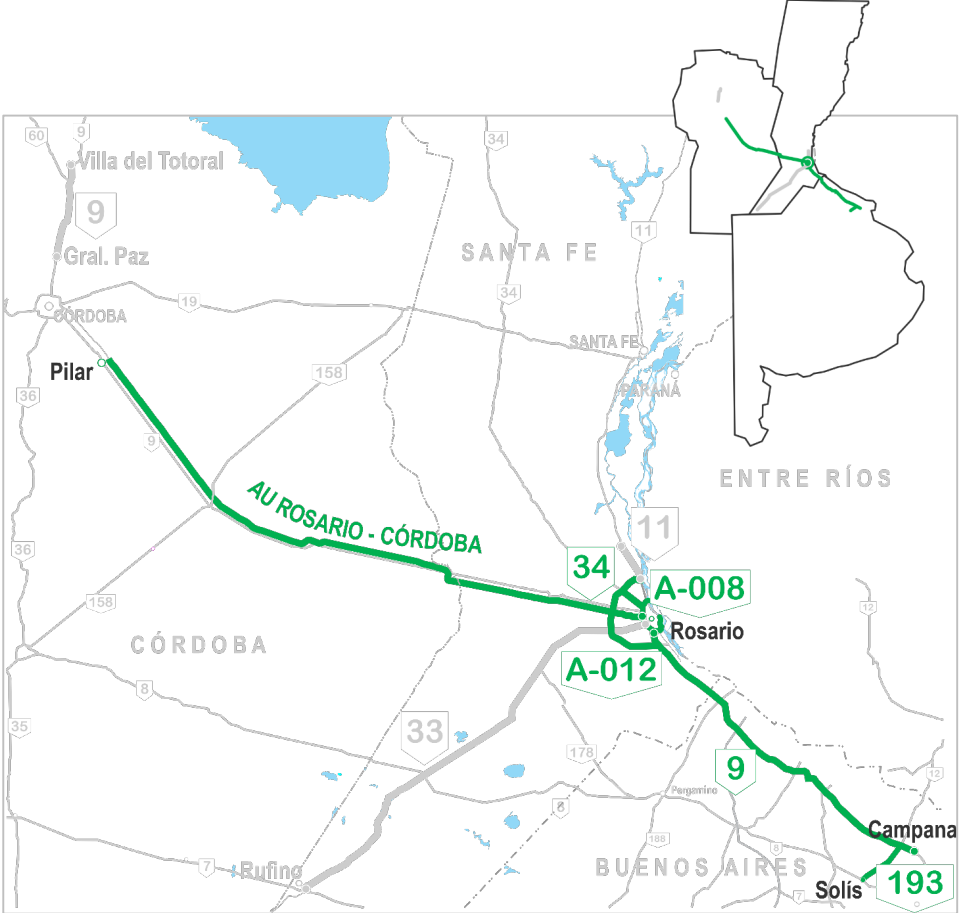 60
9
Villa del Totoral
34
9
11
SANTA FE
Gral. Paz
34
19
CÓRDOBA
SANTA FE
Pilar
158
PARANÁ
36
9
ENTRE RÍOS
AU ROSARIO - CÓRDOBA
11
36
34
A-008
158
12
Rosario
CÓRDOBA
A-012
8
33
35
178
9
12
Pergamino
8
Campana
188
8
7
Rufino
BUENOS AIRES
193
Solís
7